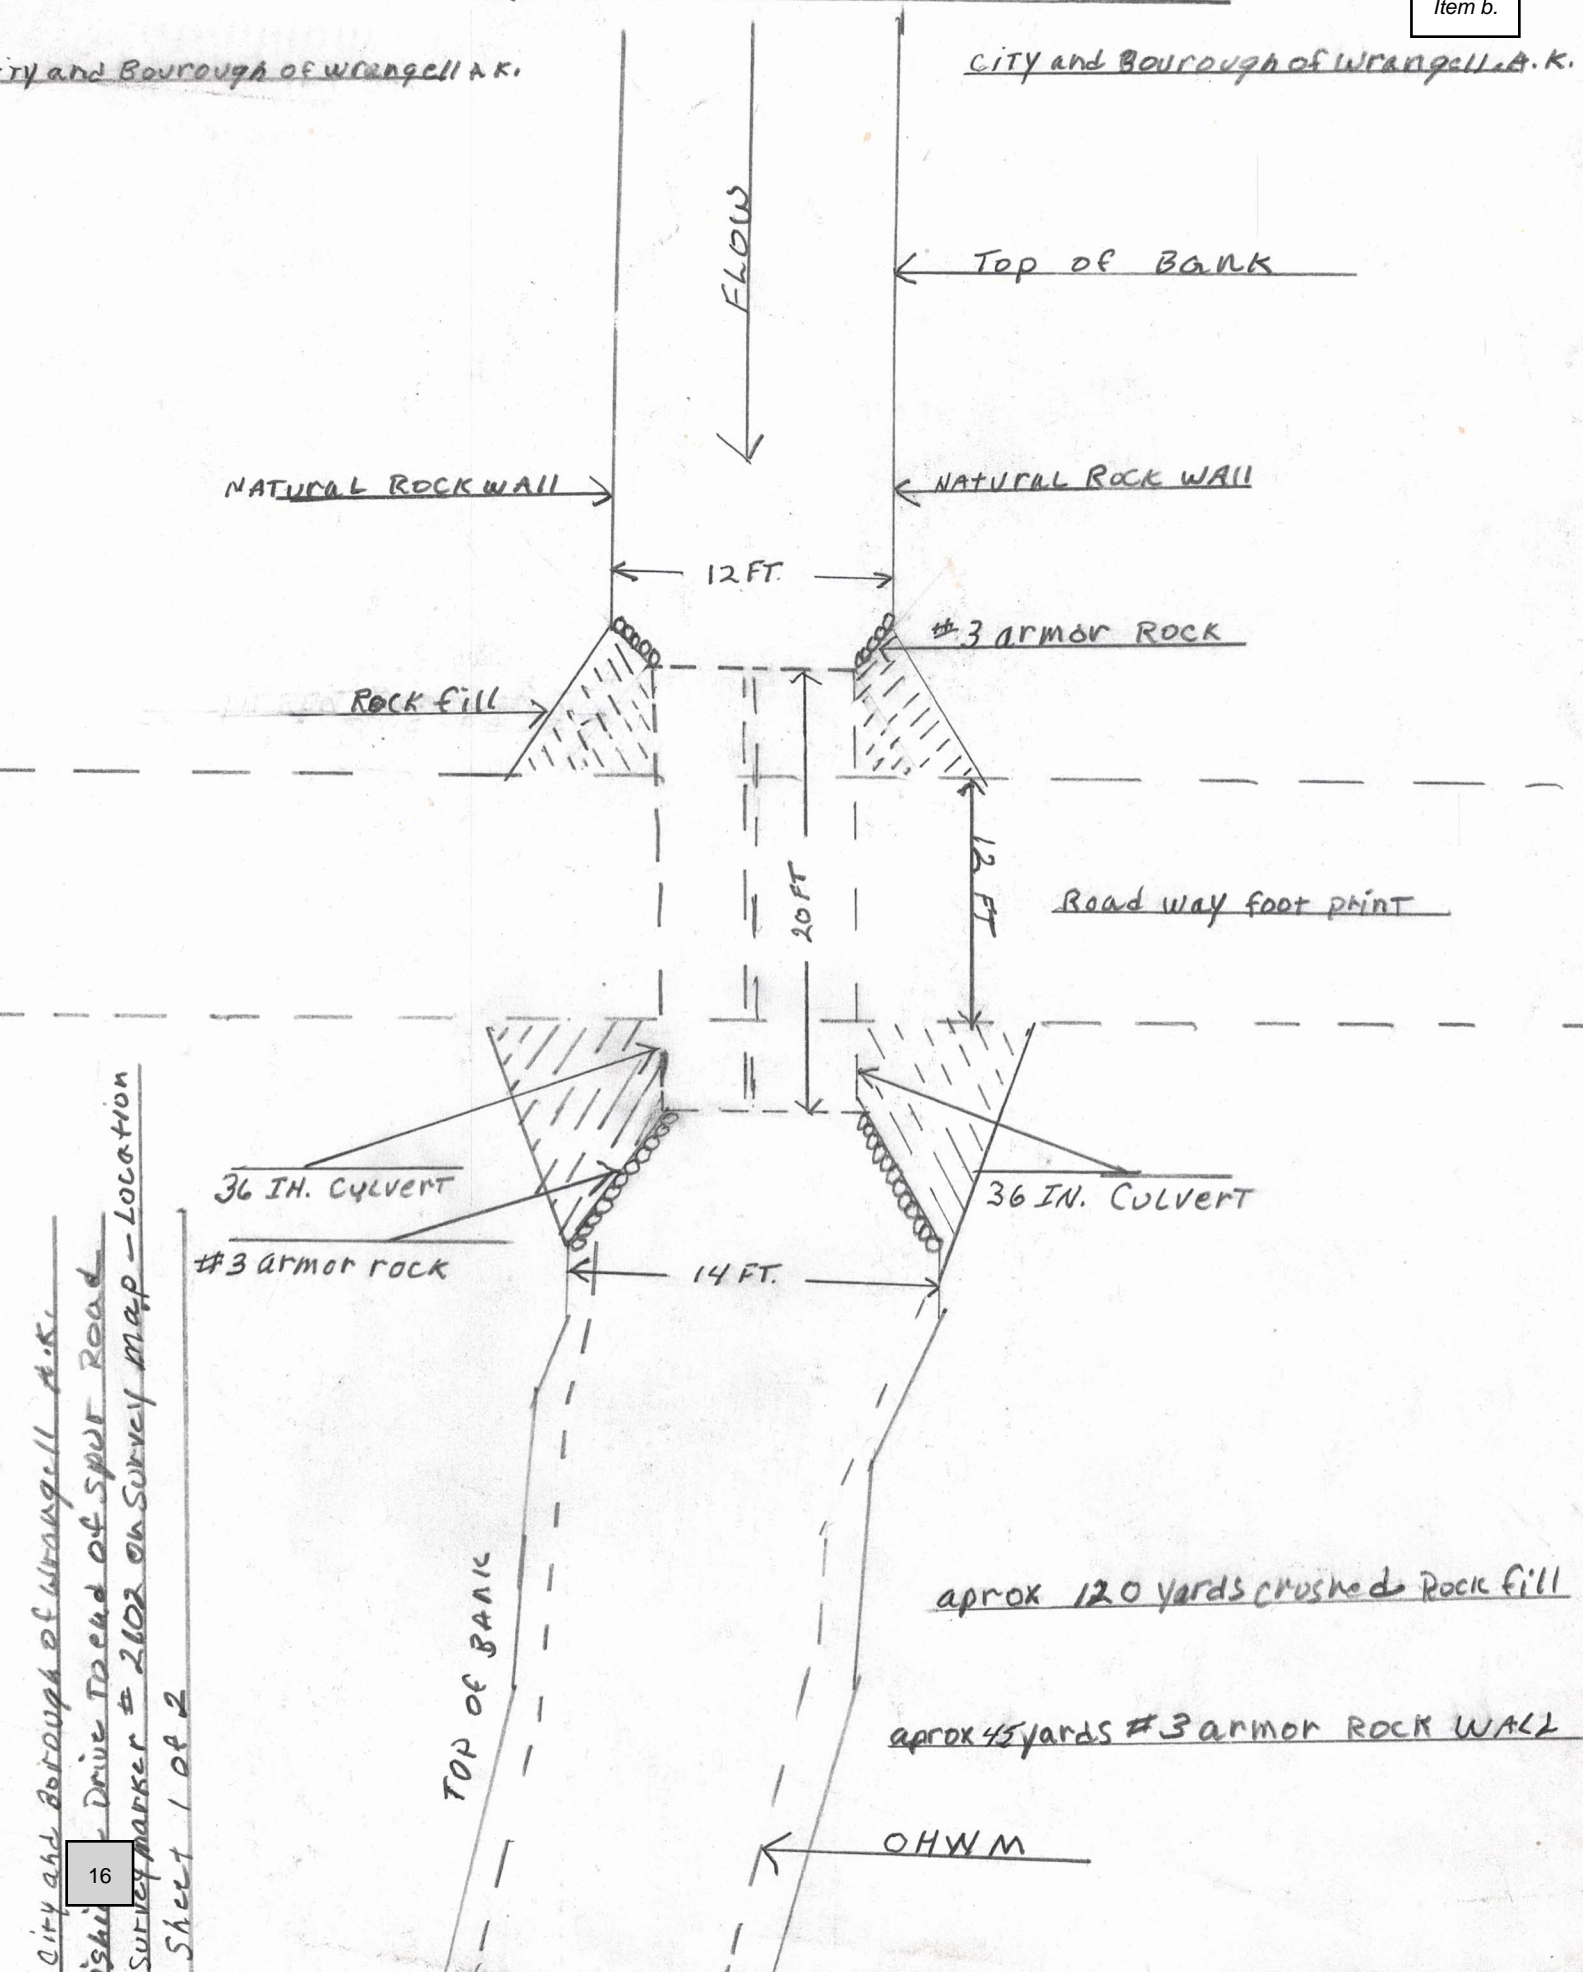 Item b.
City and Bourough of Wrangell A.K.
and Bourough of Wrangell A K.
FLOW
Top of Bank
NATURAL ROCK WALL
NATURAL ROCK WALL
12 FT.
#3 armor Rock
Rock fill
20 FT
12 FT
Road way foot print
36 IN. Culvert
36 IN. Culvert
#3 armor rock
14 FT.
aprox 120 yards crushed Rock fill
TOP OF BANK
aprox 45 yards #3 armor Rock WALL
OHWM
City and Borough of Wrangell A.K.
Drive To end of spur Road
Survey marker # 2602 on Survey map - Location
Sheet 1 of 2
16